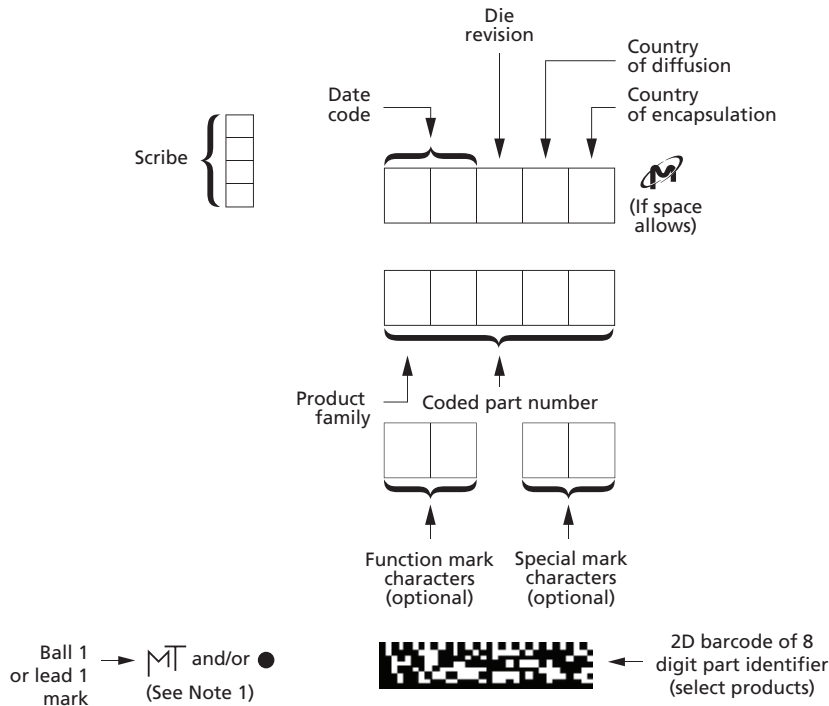 Die
revision
Country
of diffusion
Date
code
Country
of encapsulation
Scribe
M
(If space
allows)
Product
family
Coded part number
Function mark
characters
(optional)
Special mark
characters
(optional)
Ball 1
or lead 1
mark
MT and/or
(See Note 1)
2D barcode of 8
digit part identifier
(select products)